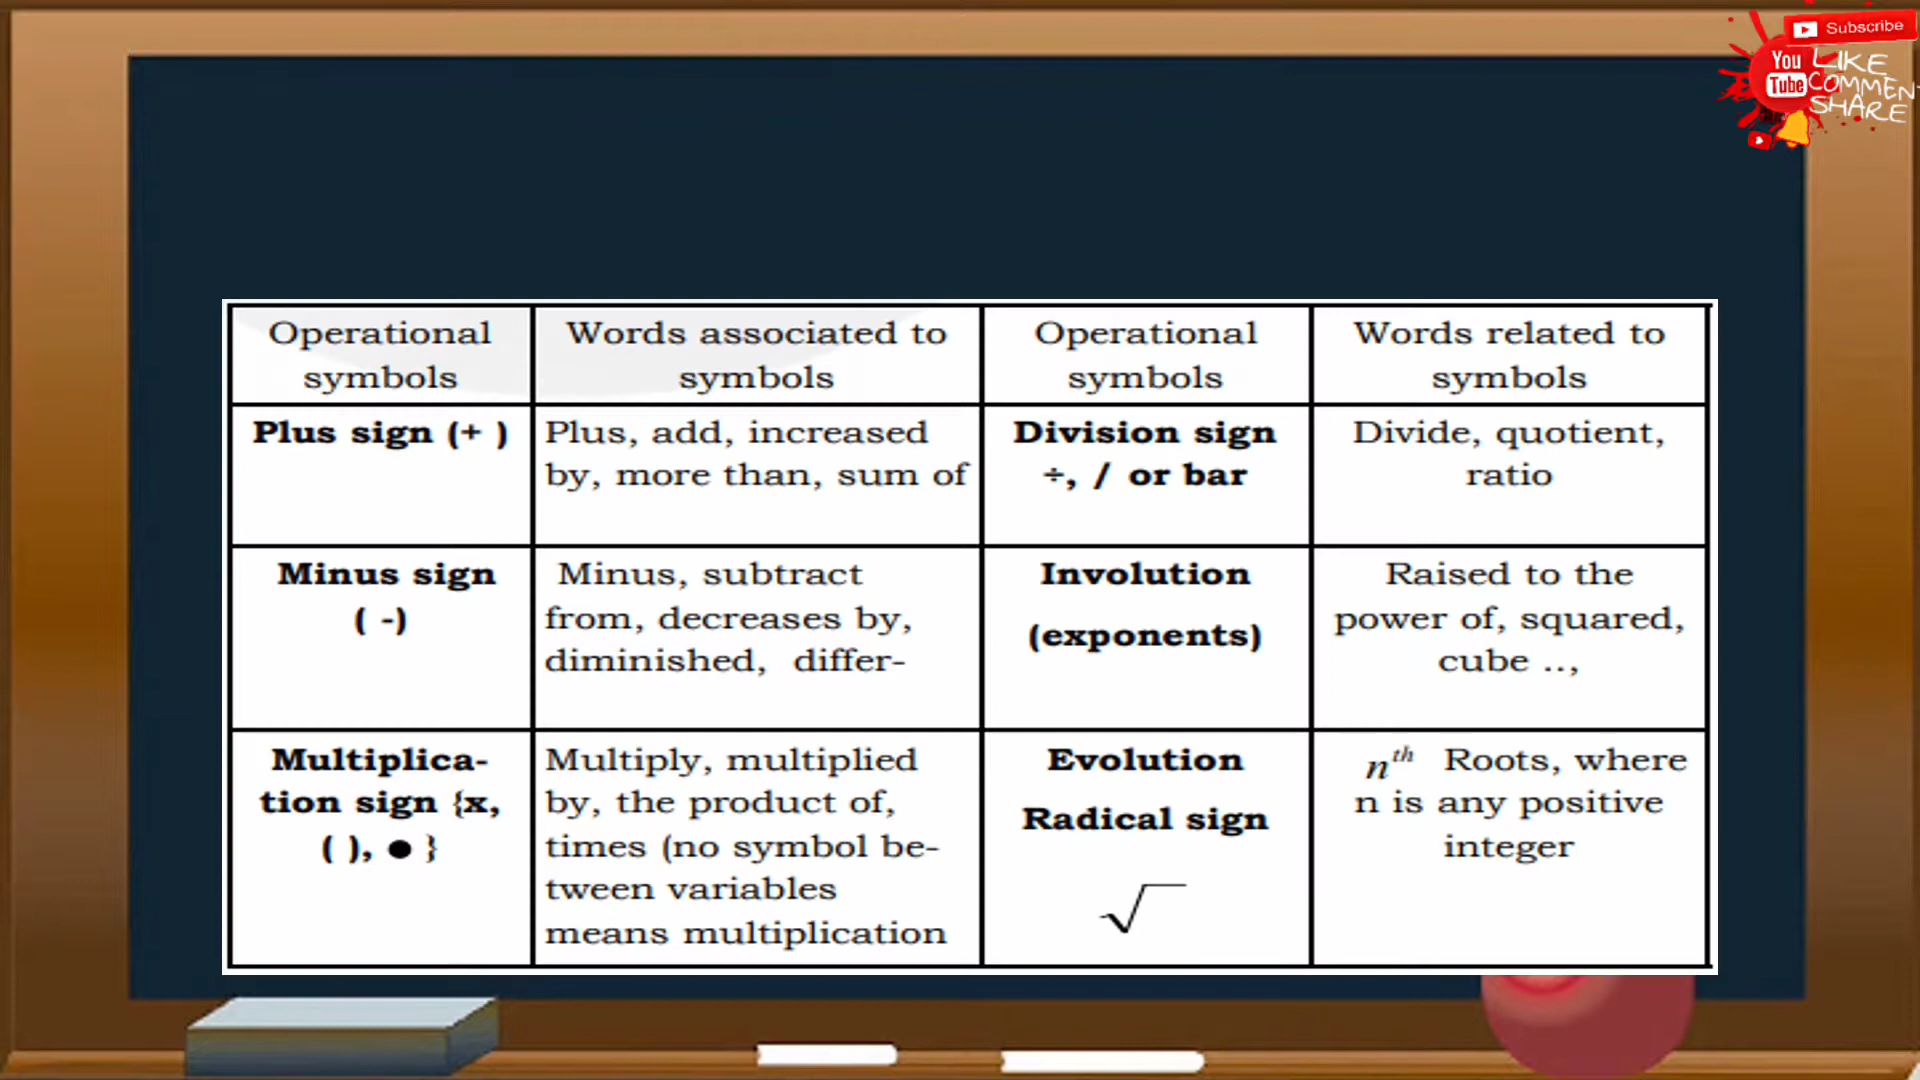 Subscribe
You LIKE
Tube COMMENT
SHARE
Operational symbols | Words associated to symbols | Operational symbols | Words related to symbols
Plus sign (+ )
Plus, add, increased
by, more than, sum of
Division sign
÷, / or bar
Divide, quotient,
ratio
Minus sign
( -)
Minus, subtract
from, decreases by,
diminished, differ-
Involution
(exponents)
Raised to the
power of, squared,
cube ..,
Multiplica-
tion sign {x,
( ), ● }
Multiply, multiplied
by, the product of,
times (no symbol be-
tween variables
means multiplication
Evolution
Radical sign
√
nth Roots, where
n is any positive
integer